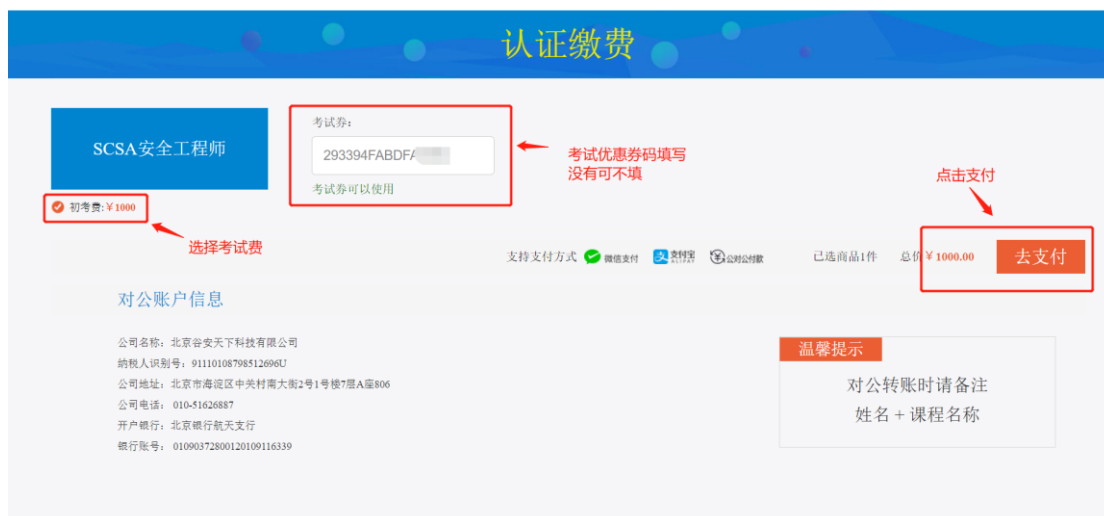 认证缴费
SCSA安全工程师
考试券:
293394FABDFA
考试券可以使用
考试优惠券码填写
没有可不填
点击支付
初考费:¥1000
选择考试费
支持支付方式 微信支付 支付宝 ALIPAY 公对公付款 已选商品1件 总价¥1000.00 去支付
对公账户信息
公司名称：北京谷安天下科技有限公司
纳税人识别号：91110108798512696U
公司地址：北京市海淀区中关村南大街2号1号楼7层A座806
公司电话： 010-51626887
开户银行：北京银行航天支行
银行账号： 01090372800120109116339
温馨提示
对公转账时请备注
姓名 + 课程名称